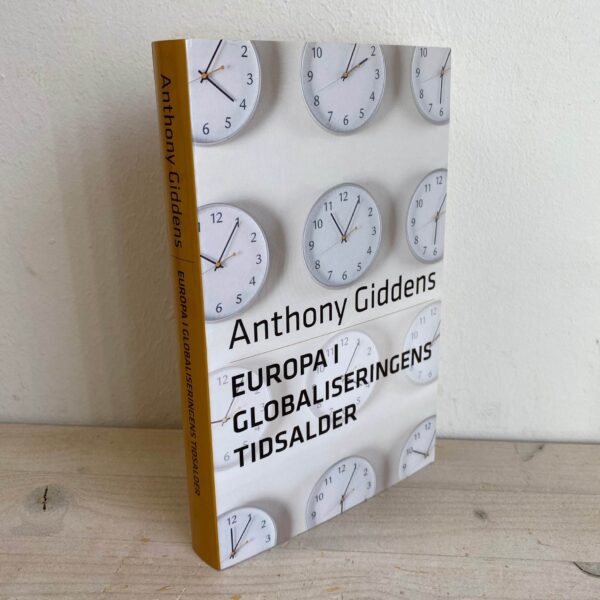 Anthony Giddens
EUROPA I GLOBALISERINGENS TIDSALDER
Anthony Giddens
EUROPA I
GLOBALISERINGENS
TIDSALDER